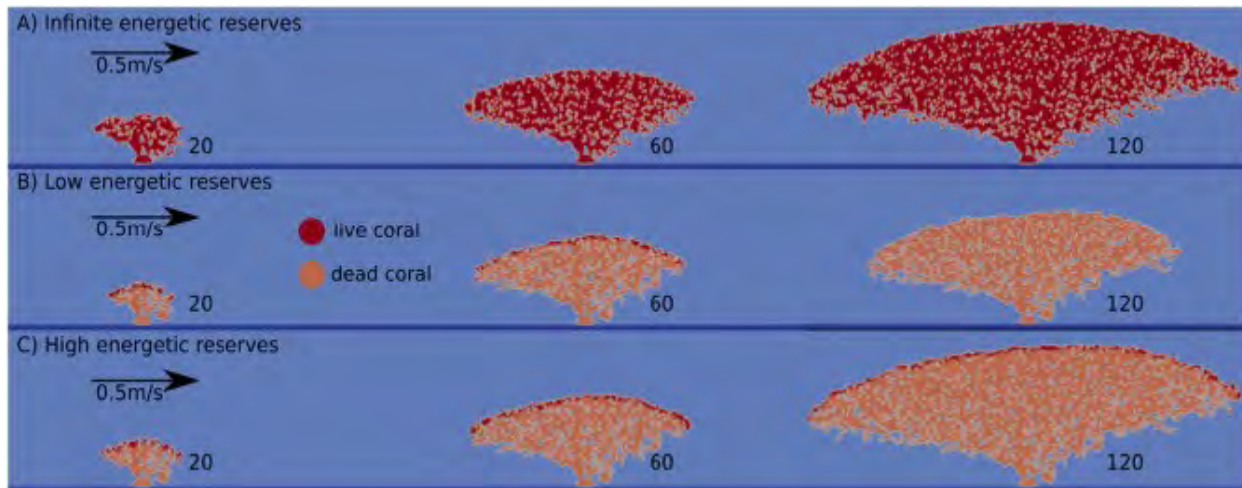 A) Infinite energetic reserves
0.5m/s
20
60
120
B) Low energetic reserves
0.5m/s
live coral
dead coral
20
60
120
C) High energetic reserves
0.5m/s
20
60
120